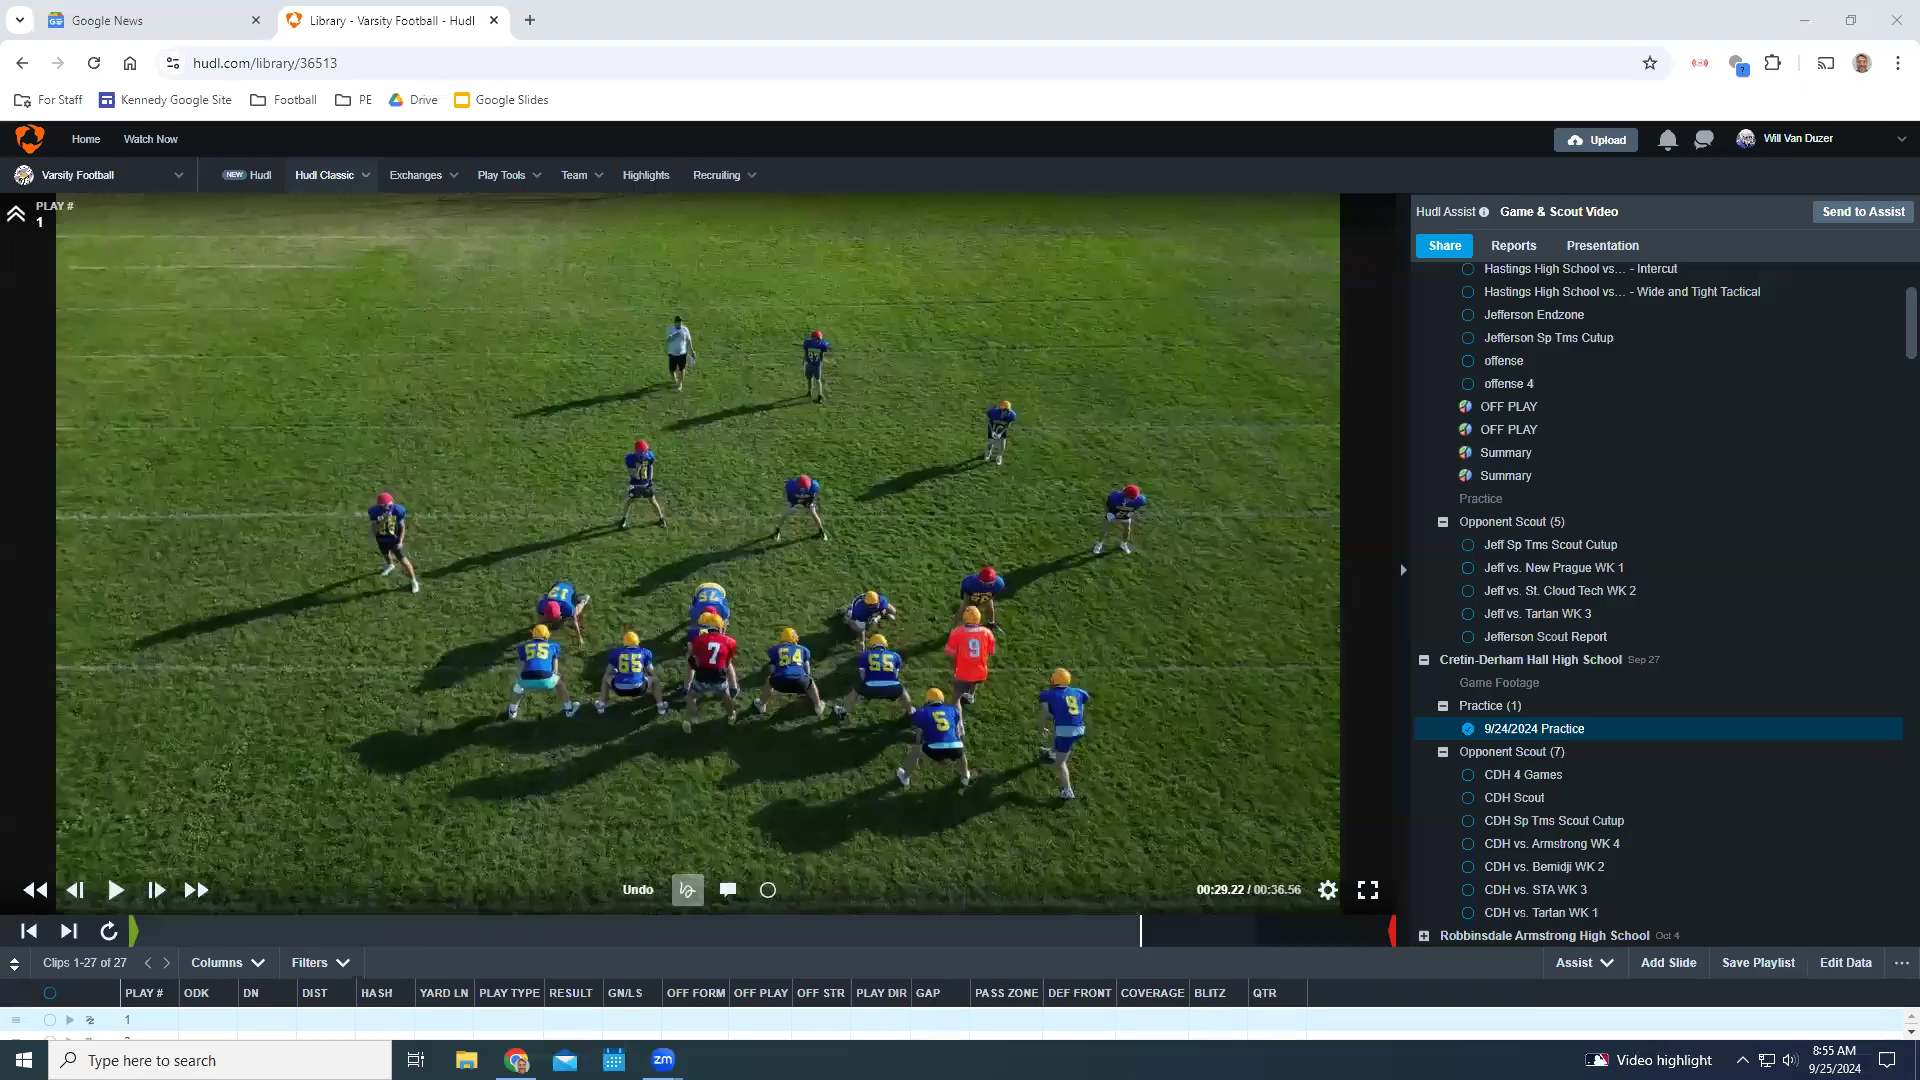 Google News
Library - Varsity Football - Hudl
hudl.com/library/36513
For Staff
Kennedy Google Site
Football
PE
Drive
Google Slides
Home
Watch Now
Upload
Will Van Duzer
Varsity Football
NEW Hudl
Hudl Classic
Exchanges
Play Tools
Team
Highlights
Recruiting
PLAY #
1
Hudl Assist
Game & Scout Video
Send to Assist
Share
Reports
Presentation
Hastings High School vs... - Intercut
Hastings High School vs... - Wide and Tight Tactical
Jefferson Endzone
Jefferson Sp Tms Cutup
offense
offense 4
OFF PLAY
OFF PLAY
Summary
Summary
Practice
Opponent Scout (5)
Jeff Sp Tms Scout Cutup
Jeff vs. New Prague WK 1
Jeff vs. St. Cloud Tech WK 2
Jeff vs. Tartan WK 3
Jefferson Scout Report
Cretin-Derham Hall High School Sep 27
Game Footage
Practice (1)
9/24/2024 Practice
Opponent Scout (7)
CDH 4 Games
CDH Scout
CDH Sp Tms Scout Cutup
CDH vs. Armstrong WK 4
CDH vs. Bemidji WK 2
CDH vs. STA WK 3
CDH vs. Tartan WK 1
Robbinsdale Armstrong High School Oct 4
55
65
7
54
55
9
5
9
Undo
00:29.22 / 00:36.56
Clips 1-27 of 27
Columns
Filters
Assist
Add Slide
Save Playlist
Edit Data
PLAY # ODK DN DIST HASH YARD LN PLAY TYPE RESULT GN/LS OFF FORM OFF PLAY OFF STR PLAY DIR GAP PASS ZONE DEF FRONT COVERAGE BLITZ QTR
1
Type here to search
zm
Video highlight
8:55 AM
9/25/2024